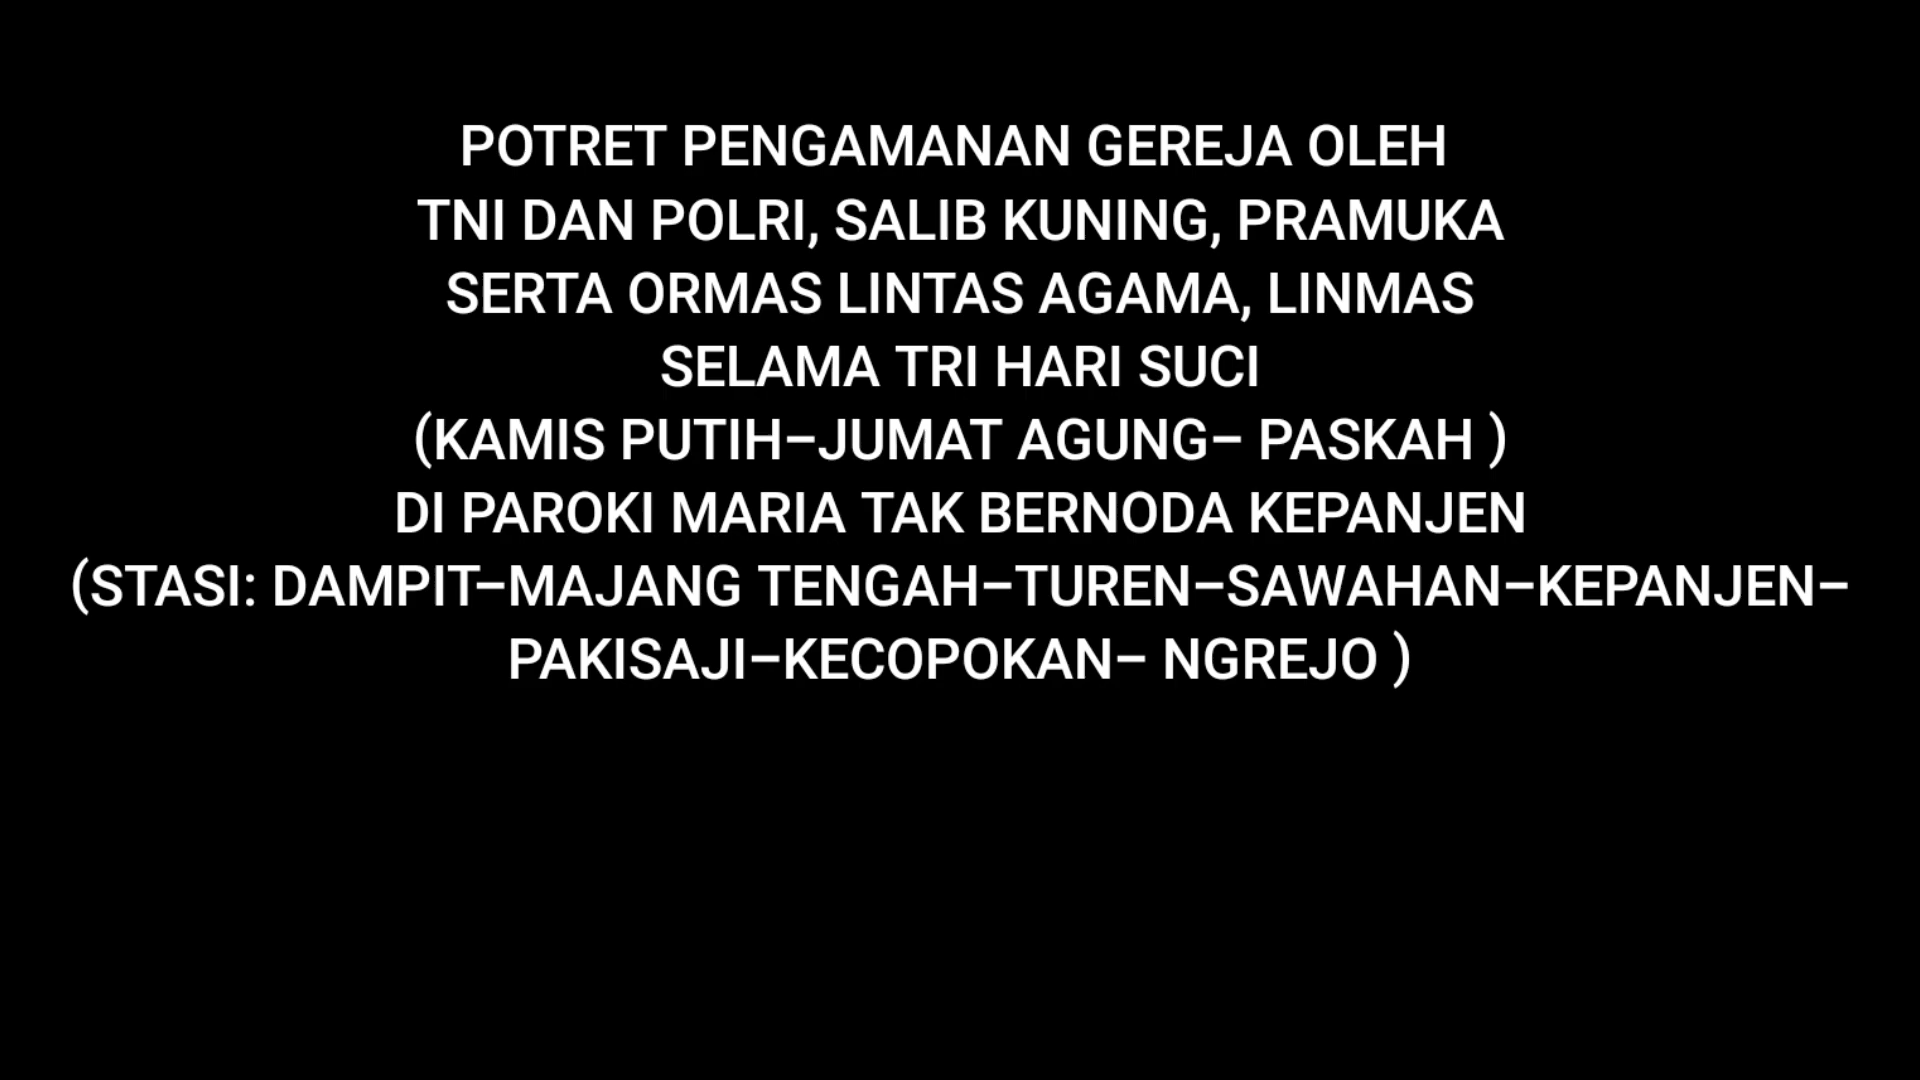 POTRET PENGAMANAN GEREJA OLEH
TNI DAN POLRI, SALIB KUNING, PRAMUKA
SERTA ORMAS LINTAS AGAMA, LINMAS
SELAMA TRI HARI SUCI
(KAMIS PUTIH–JUMAT AGUNG– PASKAH )
DI PAROKI MARIA TAK BERNODA KEPANJEN
(STASI: DAMPIT–MAJANG TENGAH–TUREN–SAWAHAN–KEPANJEN–
PAKISAJI–KECOPOKAN– NGREJO )